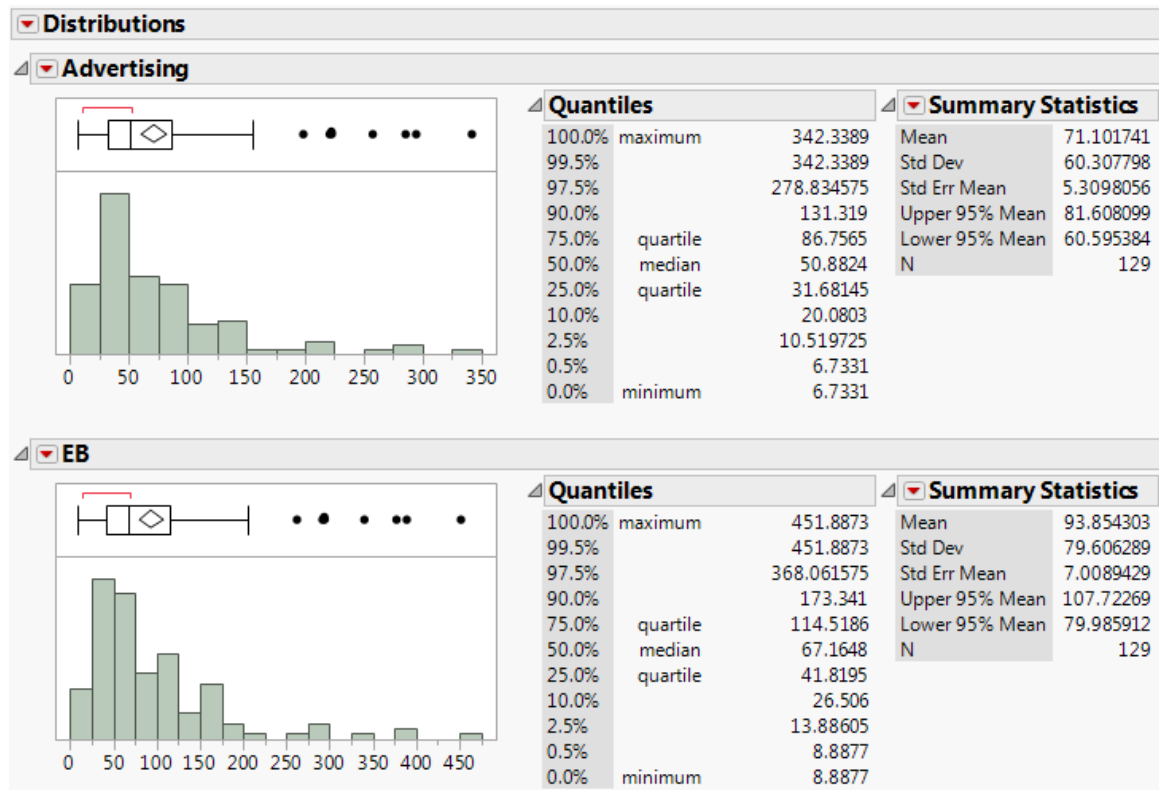 Distributions
Advertising
0 50 100 150 200 250 300 350
Quantiles
100.0% maximum 342.3389
99.5% 342.3389
97.5% 278.834575
90.0% 131.319
75.0% quartile 86.7565
50.0% median 50.8824
25.0% quartile 31.68145
10.0% 20.0803
2.5% 10.519725
0.5% 6.7331
0.0% minimum 6.7331
Summary Statistics
Mean 71.101741
Std Dev 60.307798
Std Err Mean 5.3098056
Upper 95% Mean 81.608099
Lower 95% Mean 60.595384
N 129
EB
0 50 100 150 200 250 300 350 400 450
Quantiles
100.0% maximum 451.8873
99.5% 451.8873
97.5% 368.061575
90.0% 173.341
75.0% quartile 114.5186
50.0% median 67.1648
25.0% quartile 41.8195
10.0% 26.506
2.5% 13.88605
0.5% 8.8877
0.0% minimum 8.8877
Summary Statistics
Mean 93.854303
Std Dev 79.606289
Std Err Mean 7.0089429
Upper 95% Mean 107.72269
Lower 95% Mean 79.985912
N 129